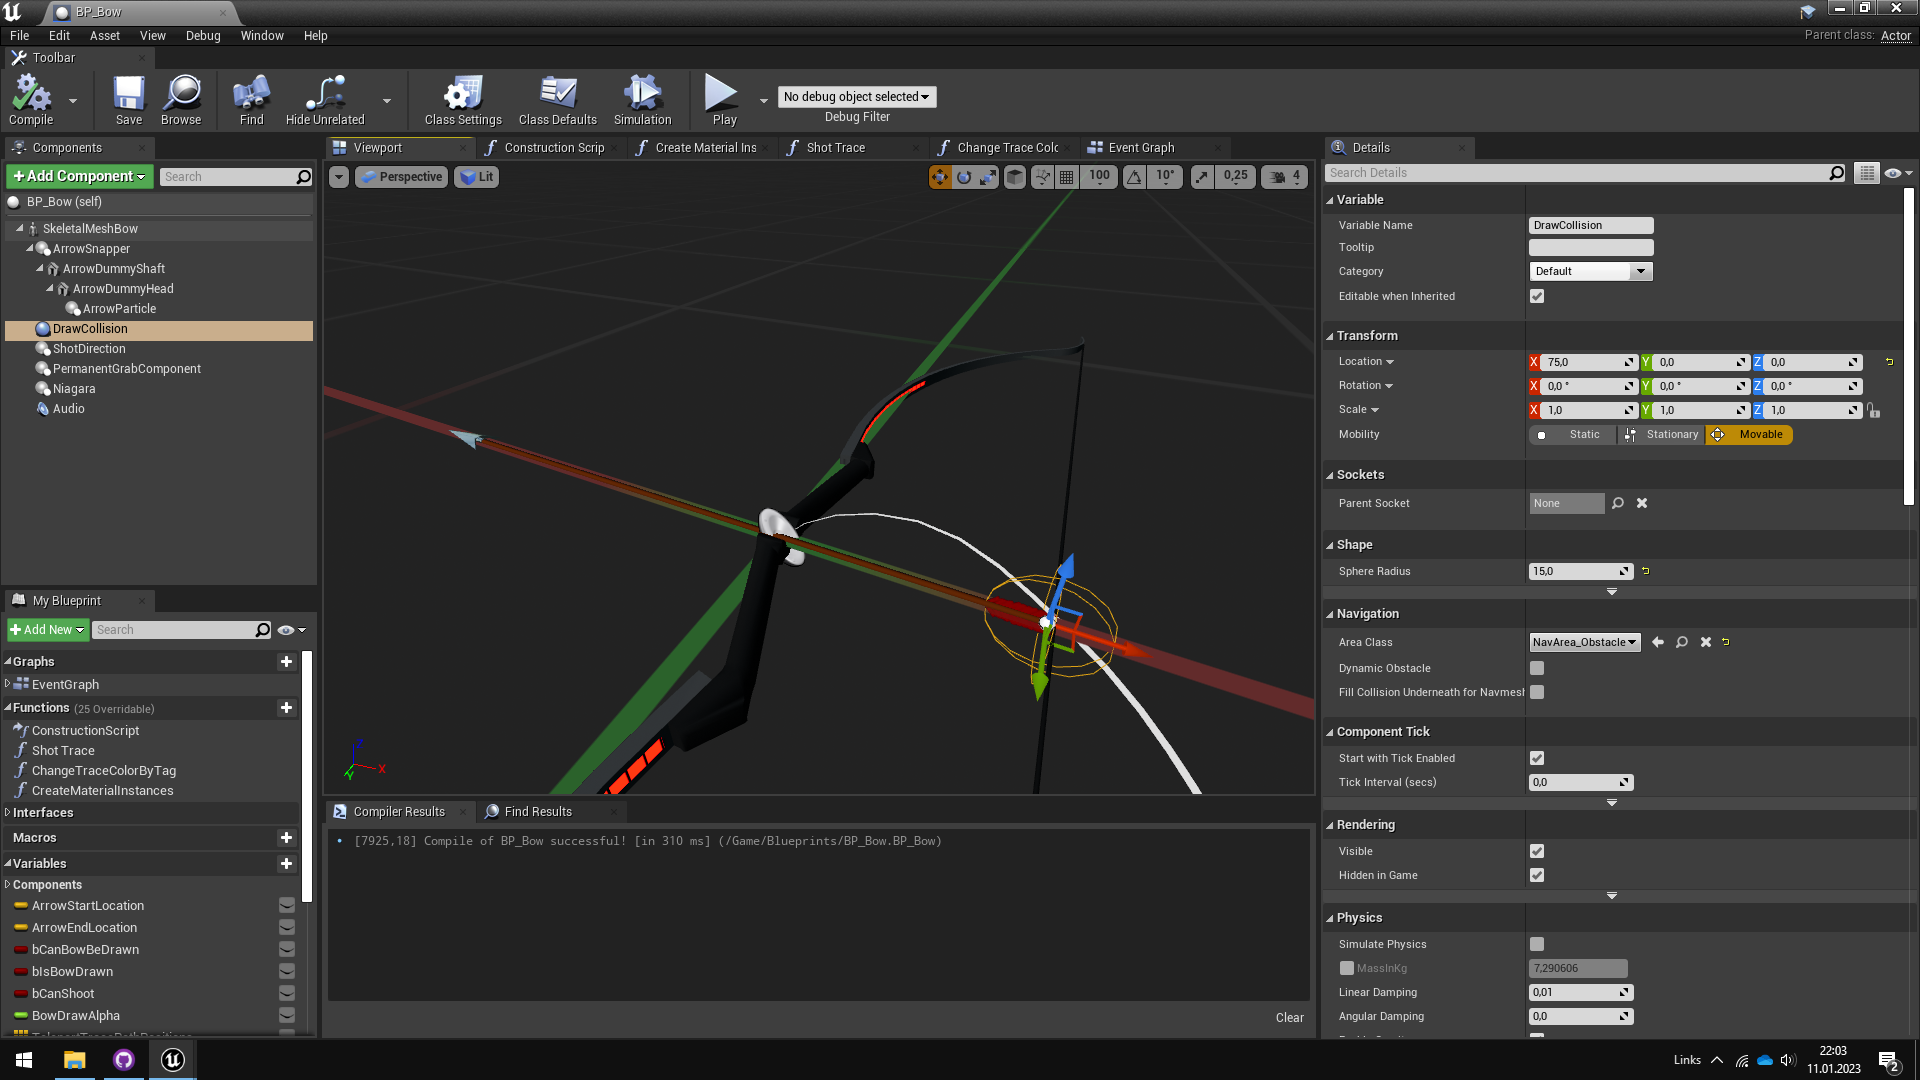 BP_Bow
File Edit Asset View Debug Window Help
Parent class: Actor
Toolbar
Compile
Save
Browse
Find
Hide Unrelated
Class Settings
Class Defaults
Simulation
Play
No debug object selected
Debug Filter
Components
+ Add Component
Search
BP_Bow (self)
SkeletalMeshBow
ArrowSnapper
ArrowDummyShaft
ArrowDummyHead
ArrowParticle
DrawCollision
ShotDirection
PermanentGrabComponent
Niagara
Audio
My Blueprint
+ Add New
Search
Graphs
EventGraph
Functions (25 Overridable)
ConstructionScript
Shot Trace
ChangeTraceColorByTag
CreateMaterialInstances
Interfaces
Macros
Variables
Components
ArrowStartLocation
ArrowEndLocation
bCanBowBeDrawn
bIsBowDrawn
bCanShoot
BowDrawAlpha
Viewport
Construction Scrip
Create Material Ins
Shot Trace
Change Trace Colc
Event Graph
Perspective
Lit
100
10°
0,25
4
Z
X
Y
Compiler Results
Find Results
[7925,18] Compile of BP_Bow successful! [in 310 ms] (/Game/Blueprints/BP_Bow.BP_Bow)
Clear
Details
Search Details
Variable
Variable Name DrawCollision
Tooltip
Category Default
Editable when Inherited
Transform
Location X 75,0 Y 0,0 Z 0,0
Rotation X 0,0 ° Y 0,0 ° Z 0,0 °
Scale X 1,0 Y 1,0 Z 1,0
Mobility Static Stationary Movable
Sockets
Parent Socket None
Shape
Sphere Radius 15,0
Navigation
Area Class NavArea_Obstacle
Dynamic Obstacle
Fill Collision Underneath for Navmesh
Component Tick
Start with Tick Enabled
Tick Interval (secs) 0,0
Rendering
Visible
Hidden in Game
Physics
Simulate Physics
MassInKg 7,290606
Linear Damping 0,01
Angular Damping 0,0
Links
22:03
11.01.2023
2